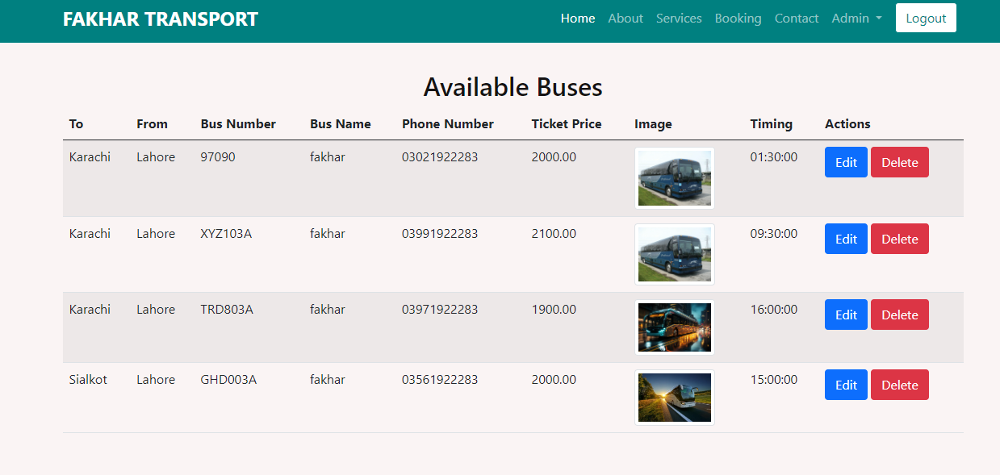 FAKHAR TRANSPORT Home About Services Booking Contact Admin Logout
Available Buses
To From Bus Number Bus Name Phone Number Ticket Price Image Timing Actions
Karachi Lahore 97090 fakhar 03021922283 2000.00 01:30:00 Edit Delete
Karachi Lahore XYZ103A fakhar 03991922283 2100.00 09:30:00 Edit Delete
Karachi Lahore TRD803A fakhar 03971922283 1900.00 16:00:00 Edit Delete
Sialkot Lahore GHD003A fakhar 03561922283 2000.00 15:00:00 Edit Delete